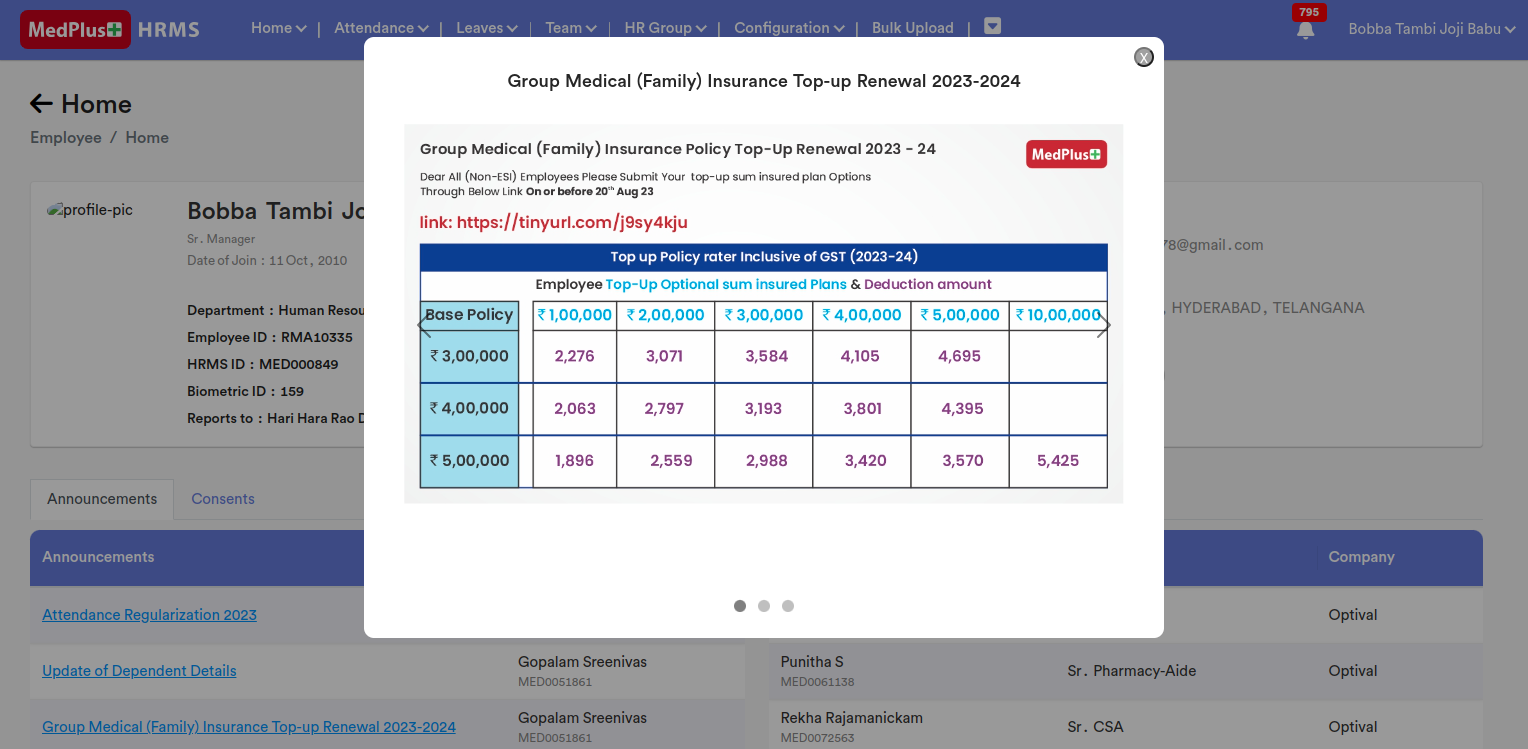 MedPlus HRMS
Home | Attendance | Leaves | Team | HR Group | Configuration | Bulk Upload |
795
Bobba Tambi Joji Babu
X
Group Medical (Family) Insurance Top-up Renewal 2023-2024
Home
Employee / Home
Group Medical (Family) Insurance Policy Top-Up Renewal 2023 - 24
MedPlus
Dear All (Non-ESI) Employees Please Submit Your top-up sum insured plan Options
Through Below Link On or before 20th Aug 23
link: https://tinyurl.com/j9sy4kju
Top up Policy rater Inclusive of GST (2023-24)
Employee Top-Up Optional sum insured Plans & Deduction amount
Base Policy ₹ 1,00,000 ₹ 2,00,000 ₹ 3,00,000 ₹ 4,00,000 ₹ 5,00,000 ₹ 10,00,000
₹ 3,00,000 2,276 3,071 3,584 4,105 4,695
₹ 4,00,000 2,063 2,797 3,193 3,801 4,395
₹ 5,00,000 1,896 2,559 2,988 3,420 3,570 5,425
profile-pic
Bobba Tambi Jo
Sr. Manager
Date of Join : 11 Oct, 2010
Department : Human Resou
Employee ID : RMA10335
HRMS ID : MED000849
Biometric ID : 159
Reports to : Hari Hara Rao D
78@gmail.com
, HYDERABAD, TELANGANA
Announcements Consents
Announcements Company
Attendance Regularization 2023 Optival
Update of Dependent Details Gopalam Sreenivas Punitha S Sr. Pharmacy-Aide Optival
MED0051861 MED0061138
Group Medical (Family) Insurance Top-up Renewal 2023-2024 Gopalam Sreenivas Rekha Rajamanickam Sr. CSA Optival
MED0051861 MED0072563